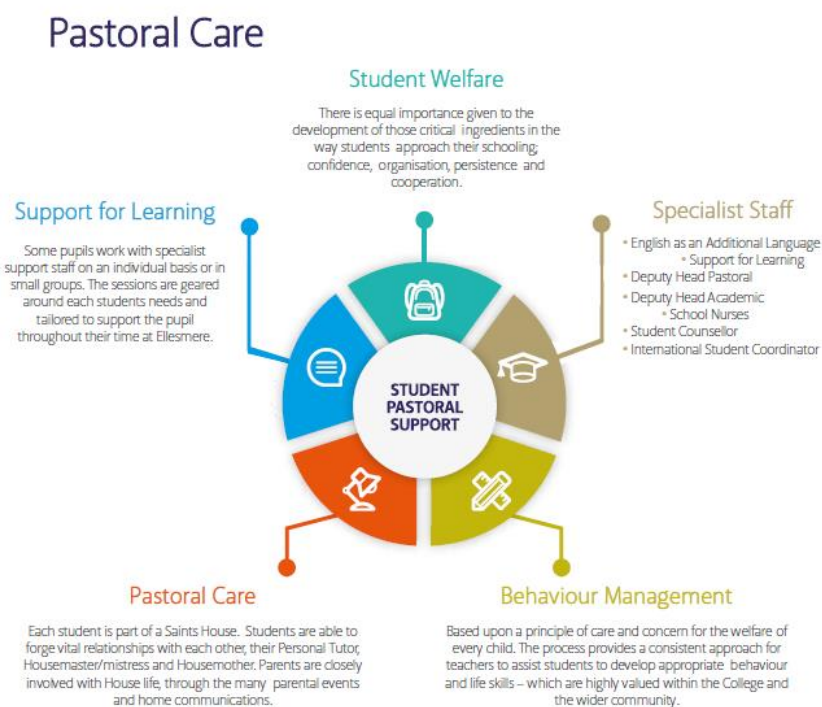 Pastoral Care
Student Welfare
There is equal importance given to the
development of those critical ingredients in the
way students approach their schooling;
confidence, organisation, persistence and
cooperation.
Support for Learning
Some pupils work with specialist
support staff on an individual basis or in
small groups. The sessions are geared
around each students needs and
tailored to support the pupil
throughout their time at Ellesmere.
Specialist Staff
• English as an Additional Language
• Support for Learning
• Deputy Head Pastoral
• Deputy Head Academic
• School Nurses
• Student Counsellor
• International Student Coordinator
STUDENT
PASTORAL
SUPPORT
Pastoral Care
Each student is part of a Saints House. Students are able to
forge vital relationships with each other, their Personal Tutor,
Housemaster/mistress and Housemother. Parents are closely
involved with House life, through the many parental events
and home communications.
Behaviour Management
Based upon a principle of care and concern for the welfare of
every child. The process provides a consistent approach for
teachers to assist students to develop appropriate behaviour
and life skills – which are highly valued within the College and
the wider community.